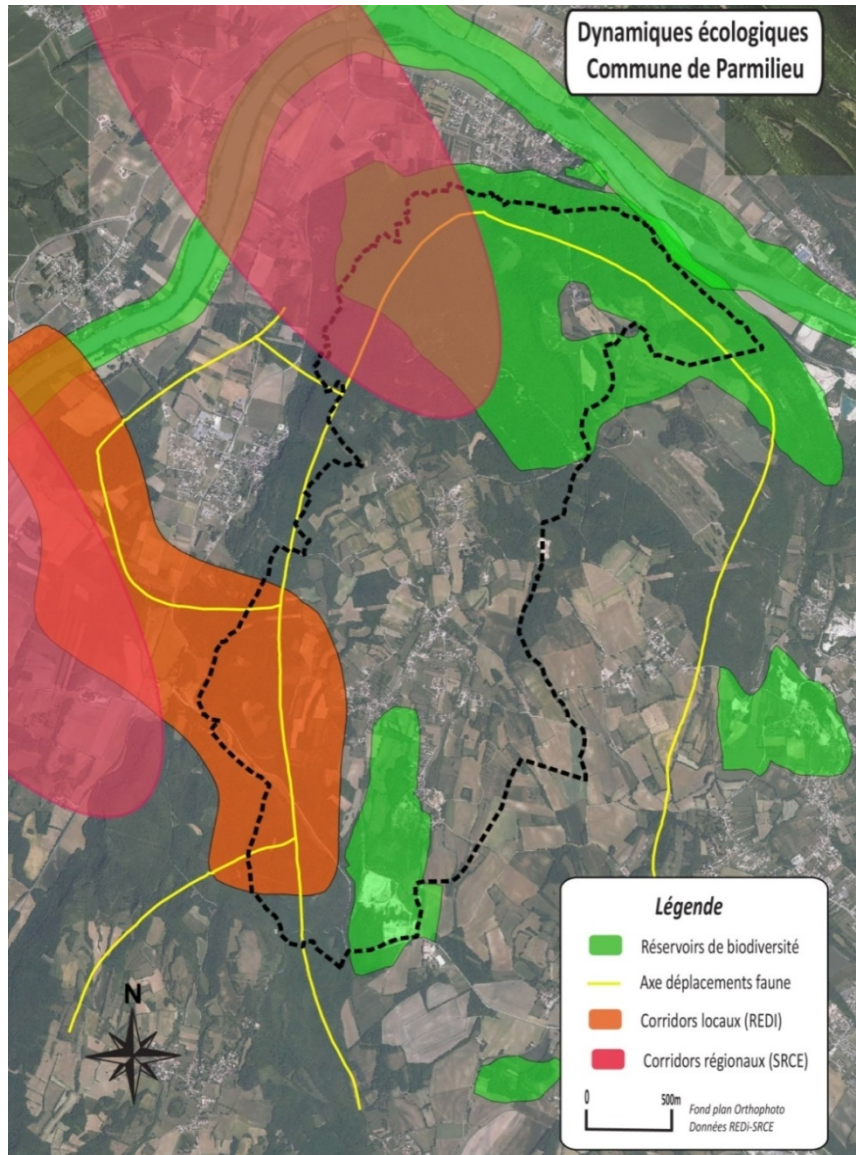 Dynamiques écologiques
Commune de Parmilieu
N
Légende
Réservoirs de biodiversité
Axe déplacements faune
Corridors locaux (REDI)
Corridors régionaux (SRCE)
0 500m
Fond plan Orthophoto
Données REDi-SRCE